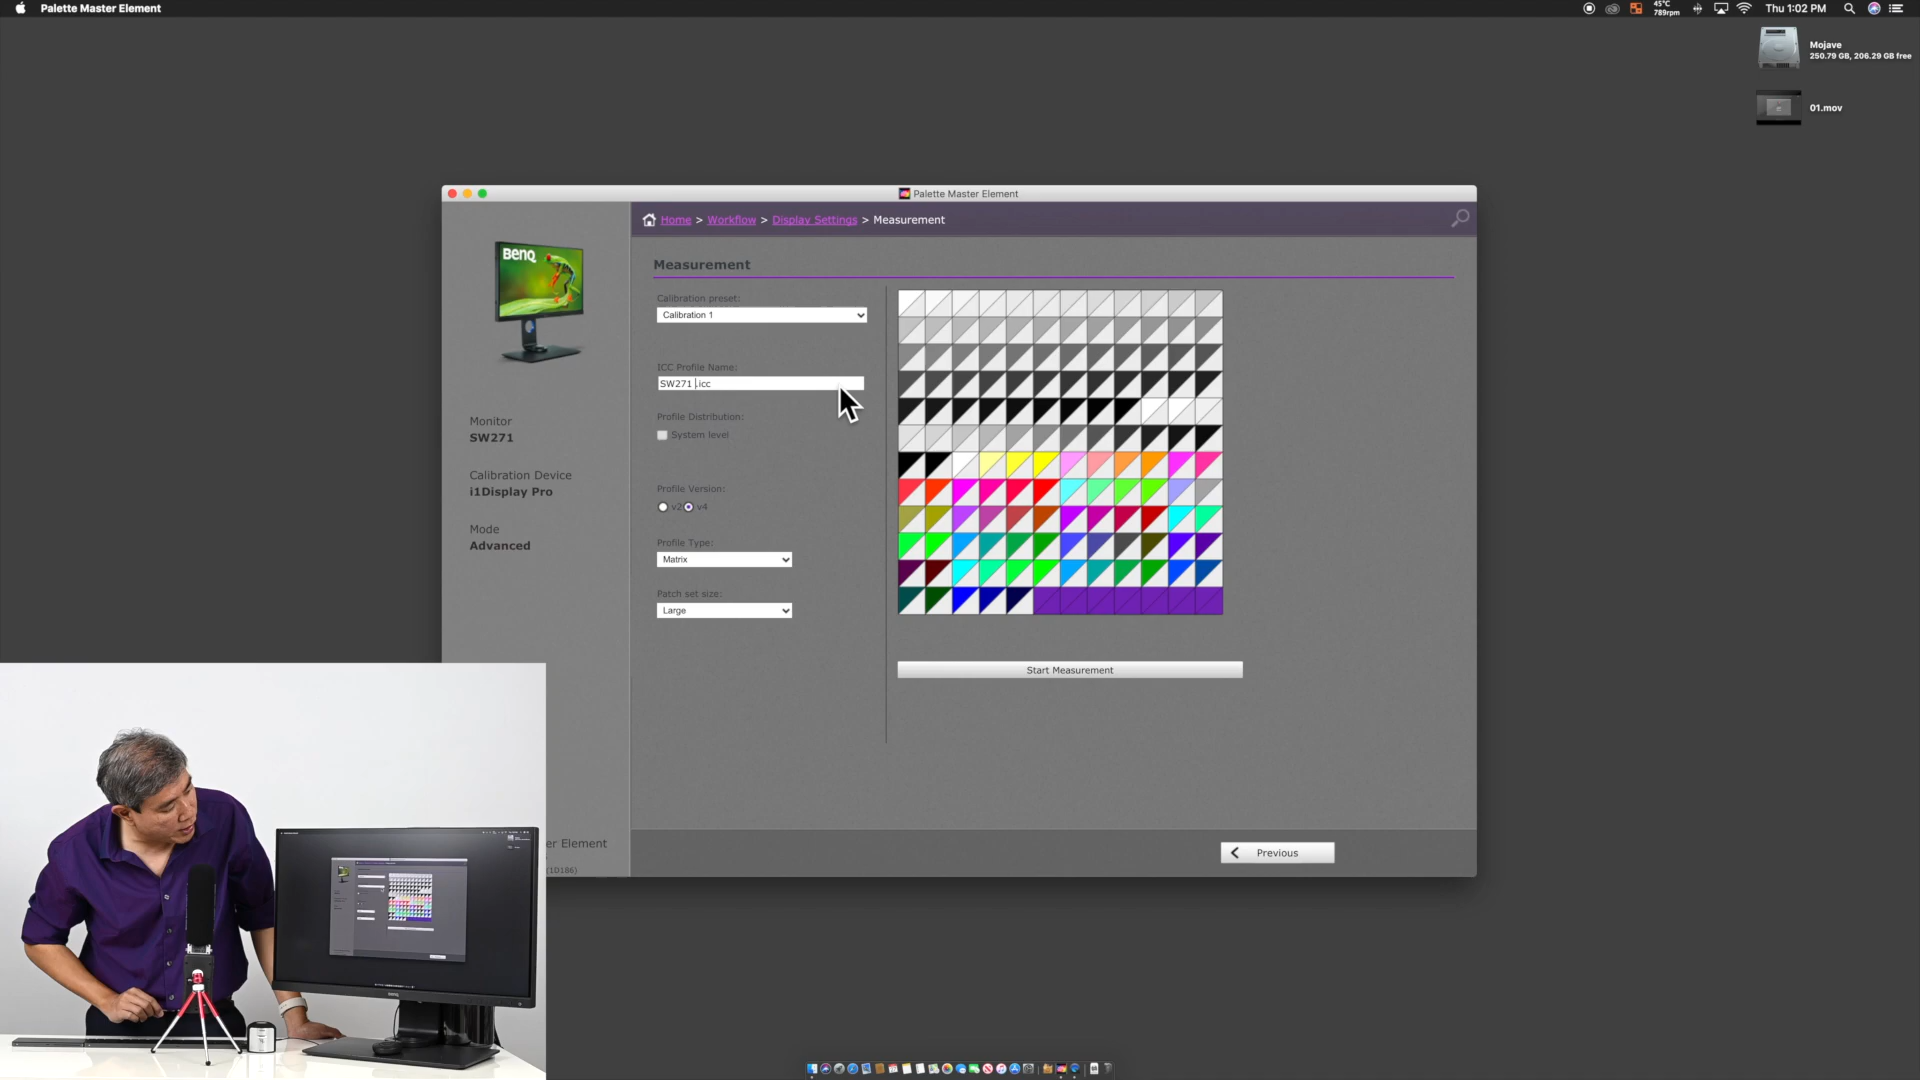 Palette Master Element
45°C
789rpm
Thu 1:02 PM
Mojave
250.79 GB, 206.29 GB free
01.mov
Palette Master Element
Home > Workflow > Display Settings > Measurement
BenQ
Measurement
Calibration preset:
Calibration 1
ICC Profile Name:
SW271 .icc
Profile Distribution:
System level
Monitor
SW271
Calibration Device
i1Display Pro
Profile Version:
v2 v4
Mode
Advanced
Profile Type:
Matrix
Patch set size:
Large
Start Measurement
er Element
(1D186)
Previous